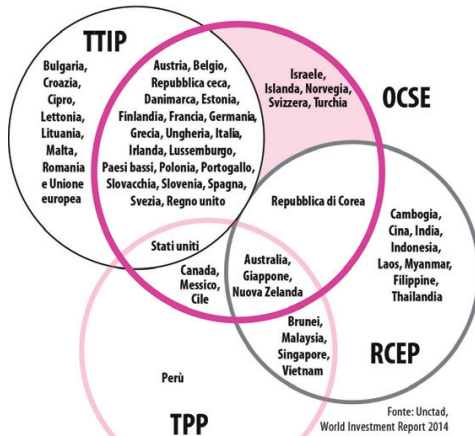 TTIP
Bulgaria,
Croazia,
Cipro,
Lettonia,
Lituania,
Malta,
Romania
e Unione
europea
Austria, Belgio,
Repubblica ceca,
Danimarca, Estonia,
Finlandia, Francia, Germania,
Grecia, Ungheria, Italia,
Irlanda, Lussemburgo,
Paesi bassi, Polonia, Portogallo,
Slovacchia, Slovenia, Spagna,
Svezia, Regno unito
Israele,
Islanda, Norvegia,
Svizzera, Turchia
OCSE
Repubblica di Corea
Stati uniti
Canada,
Messico,
Cile
Australia,
Giappone,
Nuova Zelanda
Cambogia,
Cina, India,
Indonesia,
Laos, Myanmar,
Filippine,
Thailandia
Brunei,
Malaysia,
Singapore,
Vietnam
RCEP
Perù
TPP
Fonte: Unctad,
World Investment Report 2014